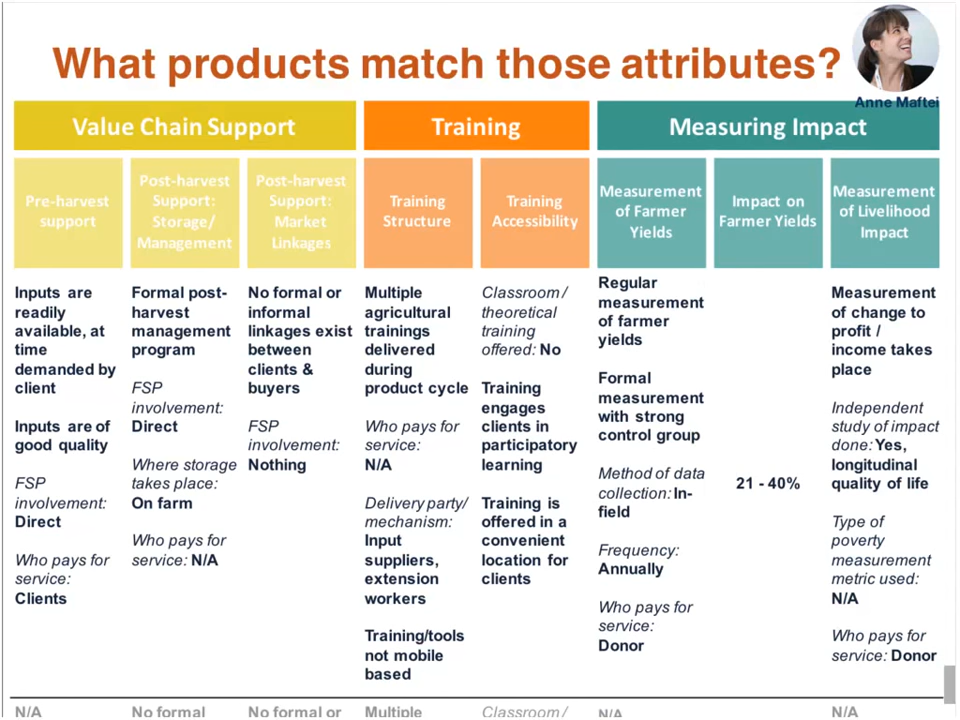 What products match those attributes?
Anne Maftei
Value Chain Support
Training
Measuring Impact
Pre-harvest
support
Post-harvest
Support:
Storage/
Management
Post-harvest
Support:
Market
Linkages
Training
Structure
Training
Accessibility
Measurement
of Farmer
Yields
Impact on
Farmer Yields
Measurement
of Livelihood
Impact
Inputs are
readily
available, at
time
demanded by
client
Inputs are of
good quality
FSP
involvement:
Direct
Who pays for
service:
Clients
Formal post-
harvest
management
program
FSP
involvement:
Direct
Where storage
takes place:
On farm
Who pays for
service: N/A
No formal or
informal
linkages exist
between
clients &
buyers
FSP
involvement:
Nothing
Multiple
agricultural
trainings
delivered
during
product cycle
Who pays for
service:
N/A
Delivery party/
mechanism:
Input
suppliers,
extension
workers
Training/tools
not mobile
based
Classroom/
theoretical
training
offered: No
Training
engages
clients in
participatory
learning
Training is
offered in a
convenient
location for
clients
Regular
measurement
of farmer
yields
Formal
measurement
with strong
control group
Method of data
collection: In-
field
Frequency:
Annually
Who pays for
service:
Donor
21 - 40%
Measurement
of change to
profit /
income takes
place
Independent
study of impact
done: Yes,
longitudinal
quality of life
Type of
poverty
measurement
metric used:
N/A
Who pays for
service: Donor
N/A
No formal
No formal or
Multiple
Classroom/
N/A
N/A